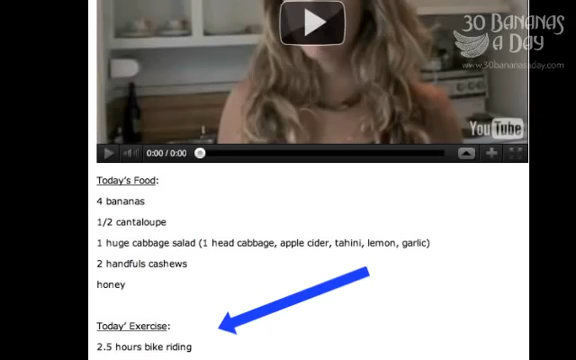 30 BANANAS
A DAY
www.30bananasaday.com
YouTube
0:00 / 0:00
Today's Food:
4 bananas
1/2 cantaloupe
1 huge cabbage salad (1 head cabbage, apple cider, tahini, lemon, garlic)
2 handfuls cashews
honey
Today' Exercise:
2.5 hours bike riding